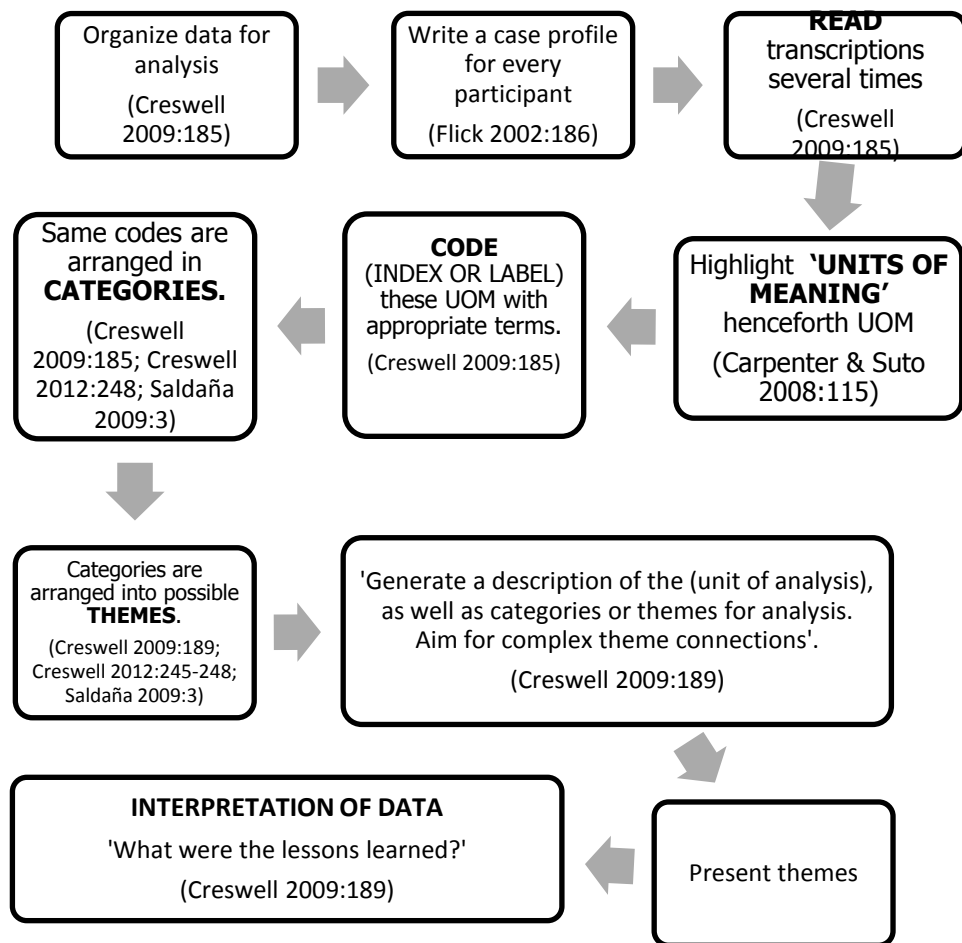 Organize data for
analysis
(Creswell
2009:185)
Write a case profile
for every
participant
(Flick 2002:186)
READ
transcriptions
several times
(Creswell
2009:185)
Highlight ‘UNITS OF
MEANING’
henceforth UOM
(Carpenter & Suto
2008:115)
CODE
(INDEX OR LABEL)
these UOM with
appropriate terms.
(Creswell 2009:185)
Same codes are
arranged in
CATEGORIES.
(Creswell
2009:185; Creswell
2012:248; Saldaña
2009:3)
Categories are
arranged into possible
THEMES.
(Creswell 2009:189;
Creswell 2012:245-248;
Saldaña 2009:3)
'Generate a description of the (unit of analysis),
as well as categories or themes for analysis.
Aim for complex theme connections'.
(Creswell 2009:189)
Present themes
INTERPRETATION OF DATA
'What were the lessons learned?'
(Creswell 2009:189)